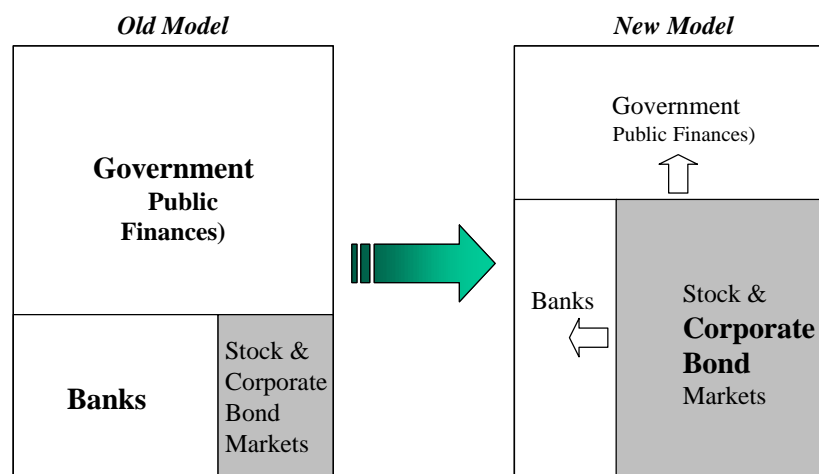 Old Model
Government
Public
Finances)
Banks
Stock &
Corporate
Bond
Markets
New Model
Government
Public Finances)
Banks
Stock &
Corporate
Bond
Markets